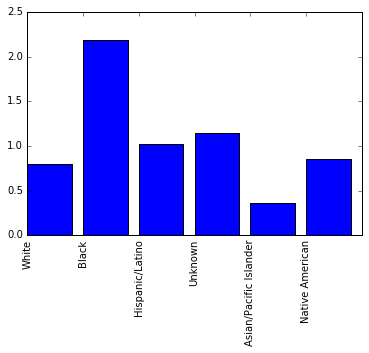 2.5
2.0
1.5
1.0
0.5
0.0
White
Black
Hispanic/Latino
Unknown
Asian/Pacific Islander
Native American